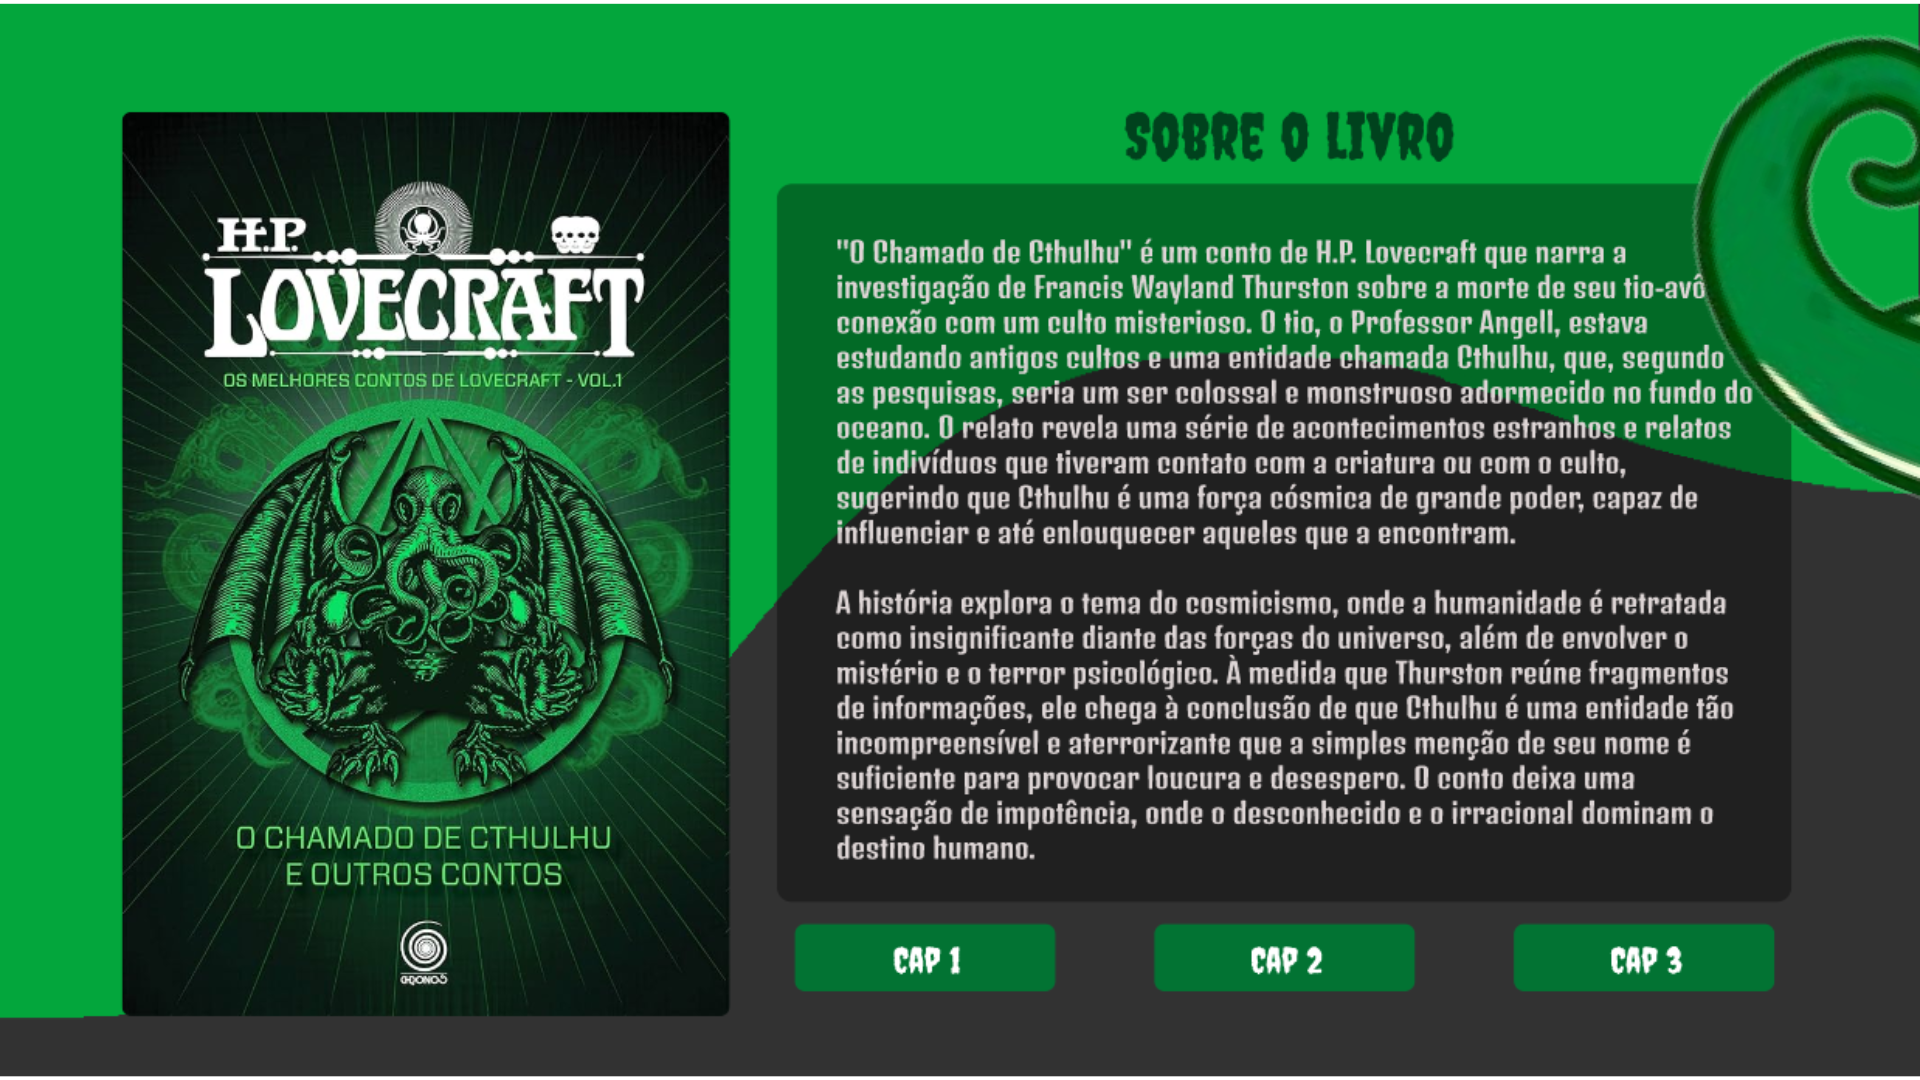 H.P.
LOVECRAFT
OS MELHORES CONTOS DE LOVECRAFT - VOL.1
O CHAMADO DE CTHULHU
E OUTROS CONTOS
CHRONOS
SOBRE O LIVRO
"O Chamado de Cthulhu" é um conto de H.P. Lovecraft que narra a
investigação de Francis Wayland Thurston sobre a morte de seu tio-avô
conexão com um culto misterioso. O tio, o Professor Angell, estava
estudando antigos cultos e uma entidade chamada Cthulhu, que, segundo
as pesquisas, seria um ser colossal e monstruoso adormecido no fundo do
oceano. O relato revela uma série de acontecimentos estranhos e relatos
de indivíduos que tiveram contato com a criatura ou com o culto,
sugerindo que Cthulhu é uma força cósmica de grande poder, capaz de
influenciar e até enlouquecer aqueles que a encontram.
A história explora o tema do cosmicismo, onde a humanidade é retratada
como insignificante diante das forças do universo, além de envolver o
mistério e o terror psicológico. À medida que Thurston reúne fragmentos
de informações, ele chega à conclusão de que Cthulhu é uma entidade tão
incompreensível e aterrorizante que a simples menção de seu nome é
suficiente para provocar loucura e desespero. O conto deixa uma
sensação de impotência, onde o desconhecido e o irracional dominam o
destino humano.
CAP 1
CAP 2
CAP 3